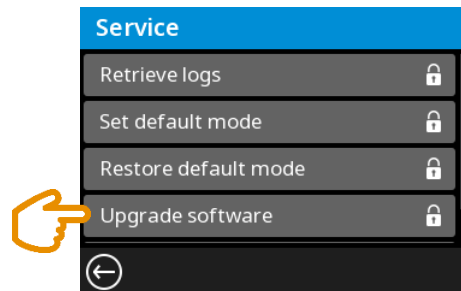 Service
Retrieve logs
Set default mode
Restore default mode
Upgrade software